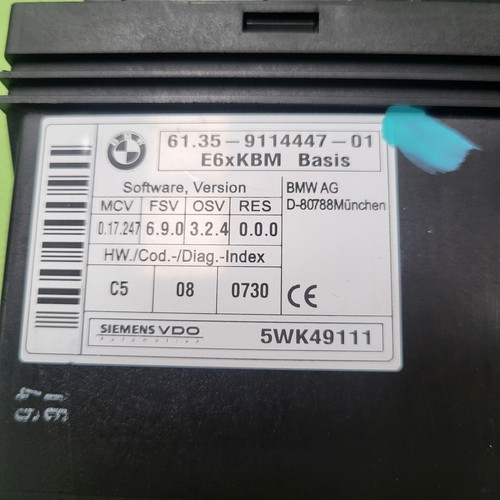 BMW
61.35-9114447-01
E6xKBM Basis
Software, Version
MCV FSV OSV RES
0.17.247 6.9.0 3.2.4 0.0.0
HW./Cod.-/Diag.-Index
C5 08 0730
BMW AG
D-80788München
CE
SIEMENS VDO
Automotive
5WK49111